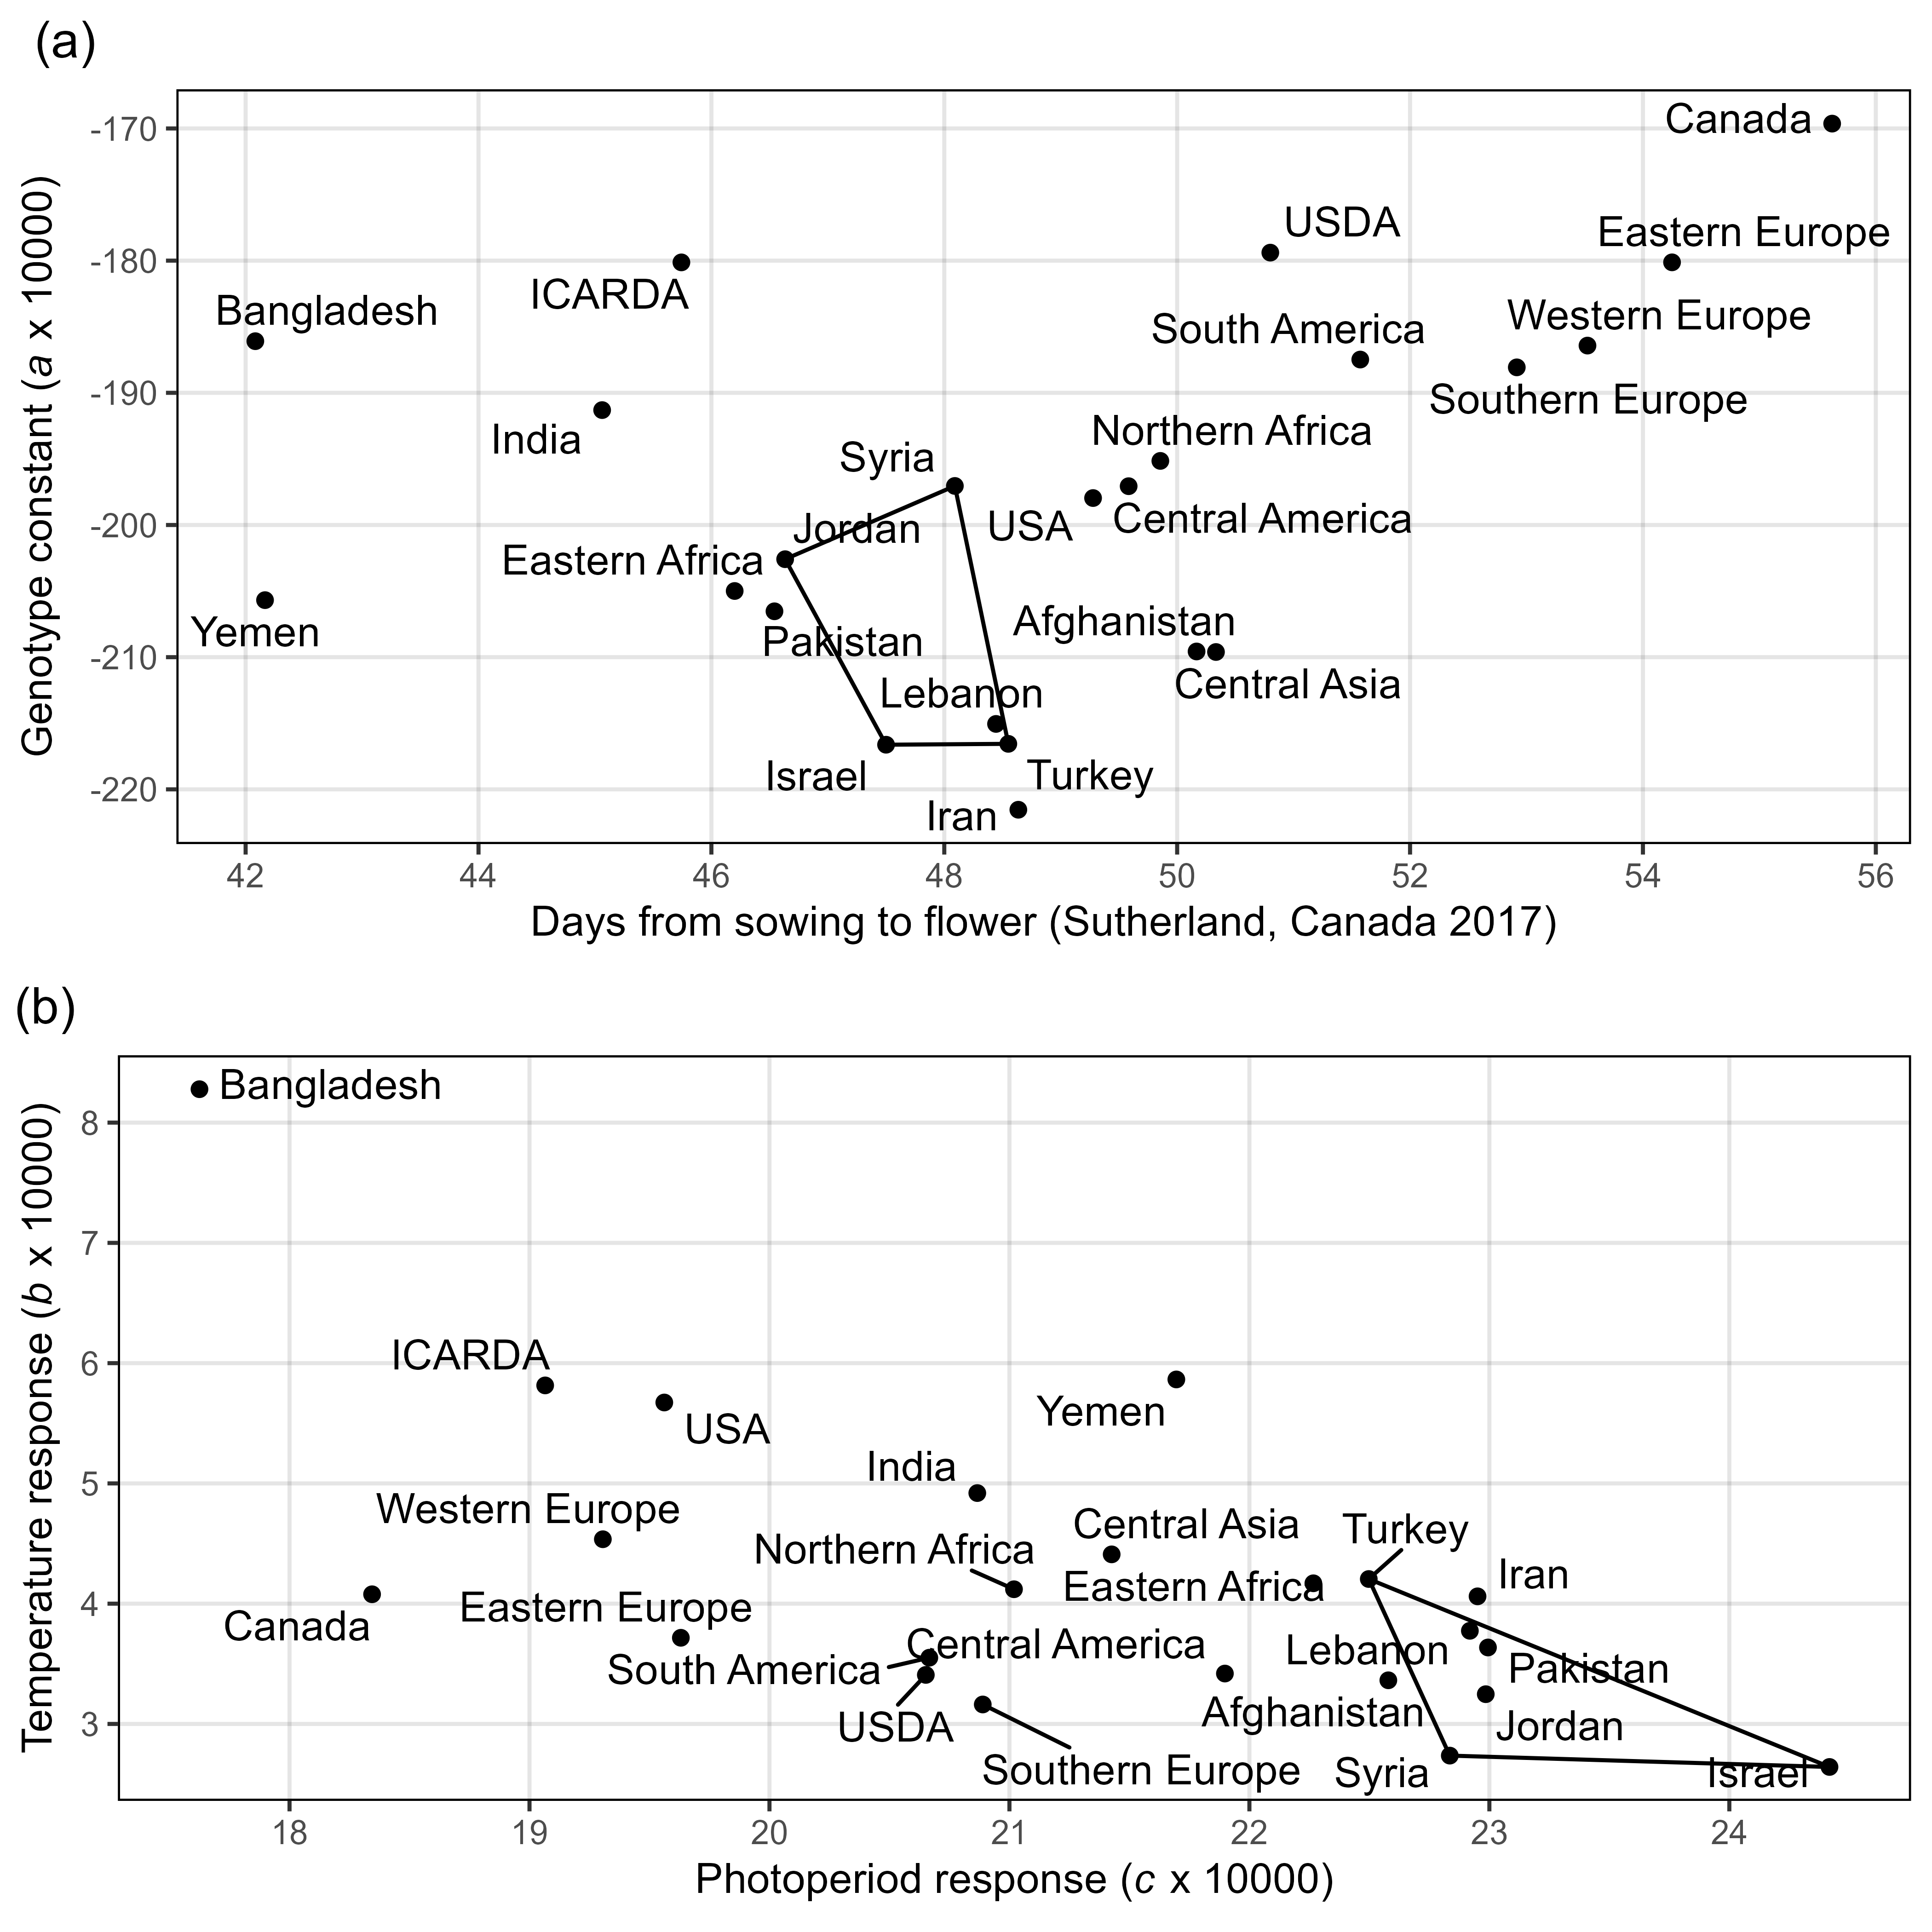 (a)
Genotype constant (a x 10000)
-170
-180
-190
-200
-210
-220
Canada
USDA
Eastern Europe
ICARDA
Bangladesh
Western Europe
South America
Southern Europe
India
Northern Africa
Syria
USA
Central America
Jordan
Eastern Africa
Yemen
Pakistan
Afghanistan
Central Asia
Lebanon
Israel
Turkey
Iran
42 44 46 48 50 52 54 56
Days from sowing to flower (Sutherland, Canada 2017)
(b)
Temperature response (b x 10000)
8
7
6
5
4
3
Bangladesh
ICARDA
USA
Yemen
India
Western Europe
Central Asia
Turkey
Northern Africa
Iran
Eastern Africa
Eastern Europe
Canada
Central America
Lebanon
South America
Pakistan
Afghanistan
USDA
Jordan
Southern Europe
Syria
Israel
18 19 20 21 22 23 24
Photoperiod response (c x 10000)